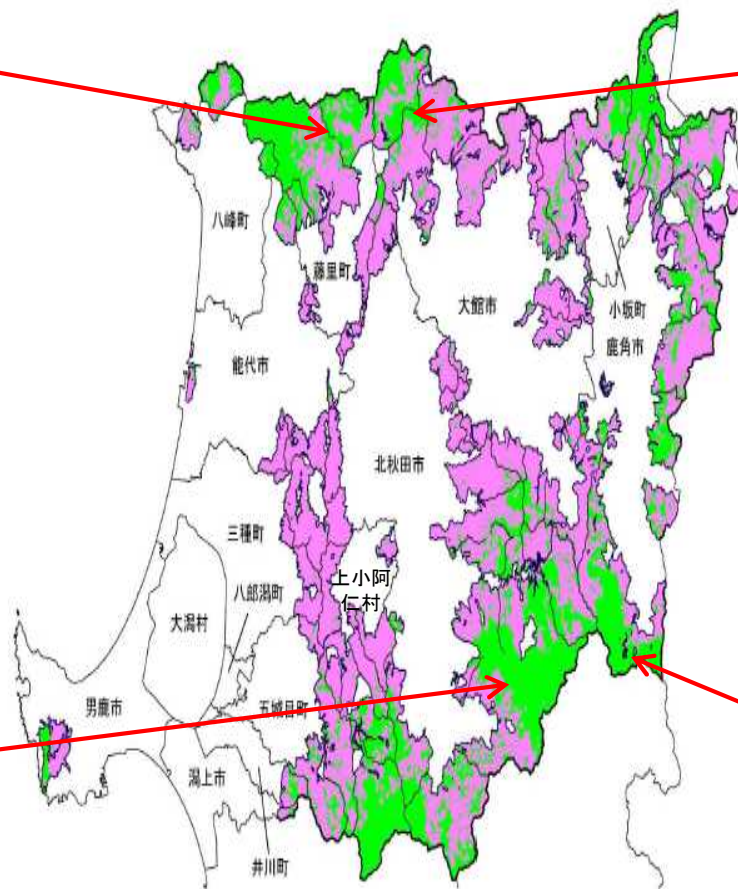 八峰町
藤里町
大館市
小坂町
鹿角市
能代市
北秋田市
三種町
上小阿
仁村
八郎潟町
大潟村
男鹿市
五城目町
潟上市
井川町